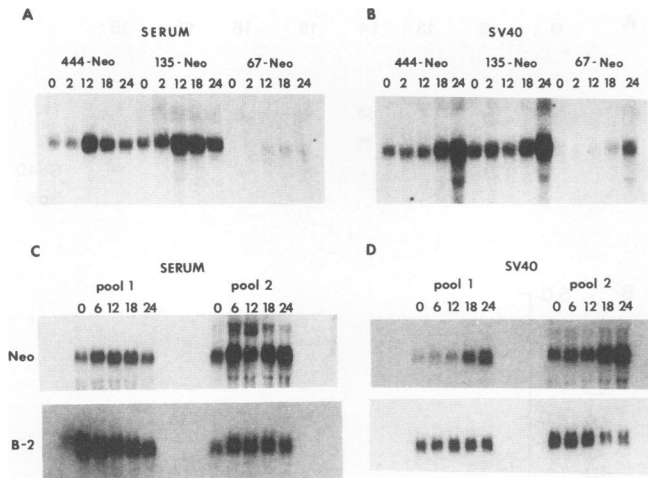 A
SERUM
444-Neo 135-Neo 67-Neo
0 2 12 18 24 0 2 12 18 24 0 2 12 18 24
B
SV40
444-Neo 135-Neo 67-Neo
0 2 12 18 24 0 2 12 18 24 0 2 12 18 24
C
SERUM
pool 1 pool 2
0 6 12 18 24 0 6 12 18 24
Neo
B-2
D
SV40
pool 1 pool 2
0 6 12 18 24 0 6 12 18 24